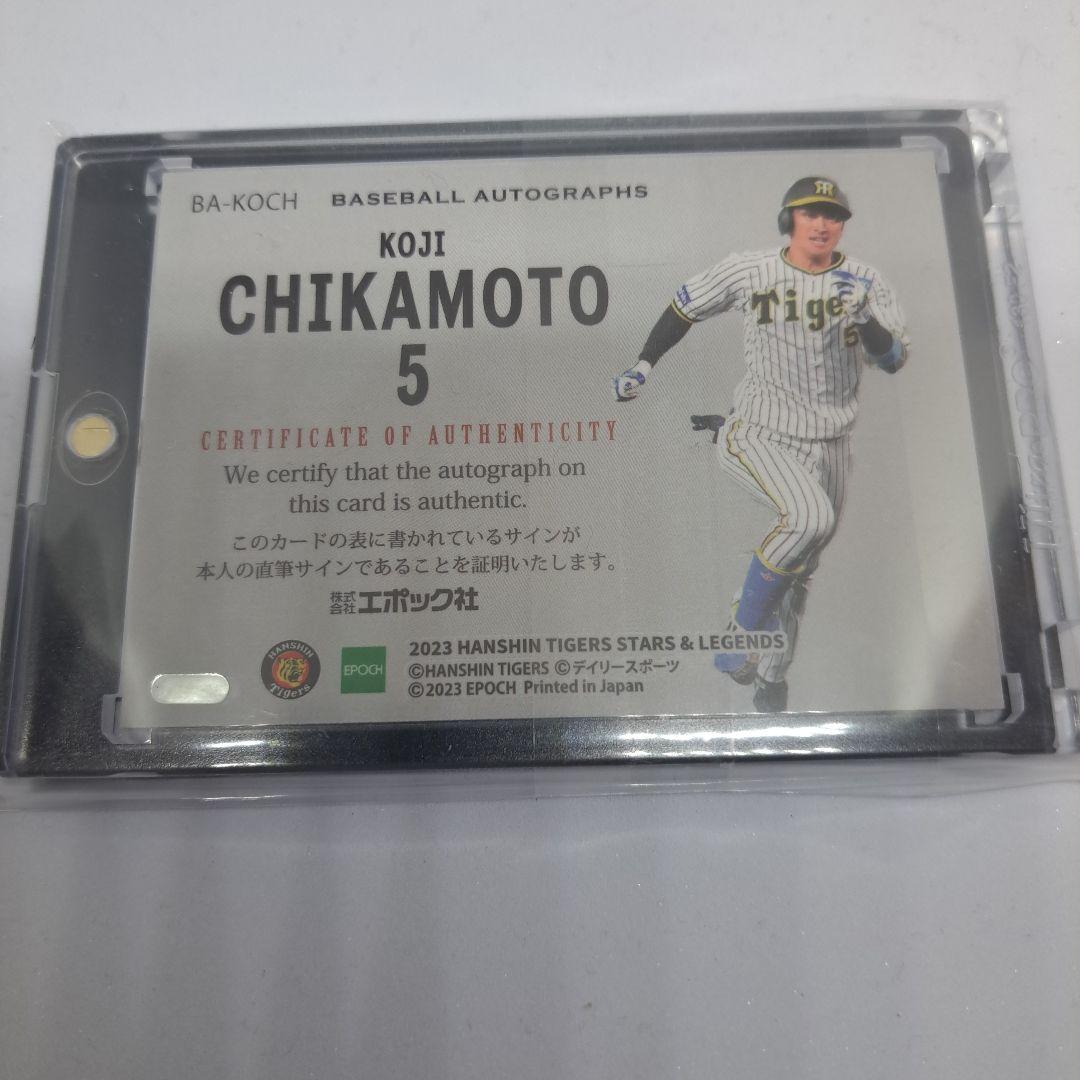 BA-KOCH BASEBALL AUTOGRAPHS
KOJI
CHIKAMOTO
5
CERTIFICATE OF AUTHENTICITY
We certify that the autograph on
this card is authentic.
このカードの表に書かれているサインが
本人の直筆サインであることを証明いたします。
株式会社エポック社
HANSHIN
Tigers
EPOCH
2023 HANSHIN TIGERS STARS & LEGENDS
©HANSHIN TIGERS ©デイリースポーツ
©2023 EPOCH Printed in Japan
Tige
5